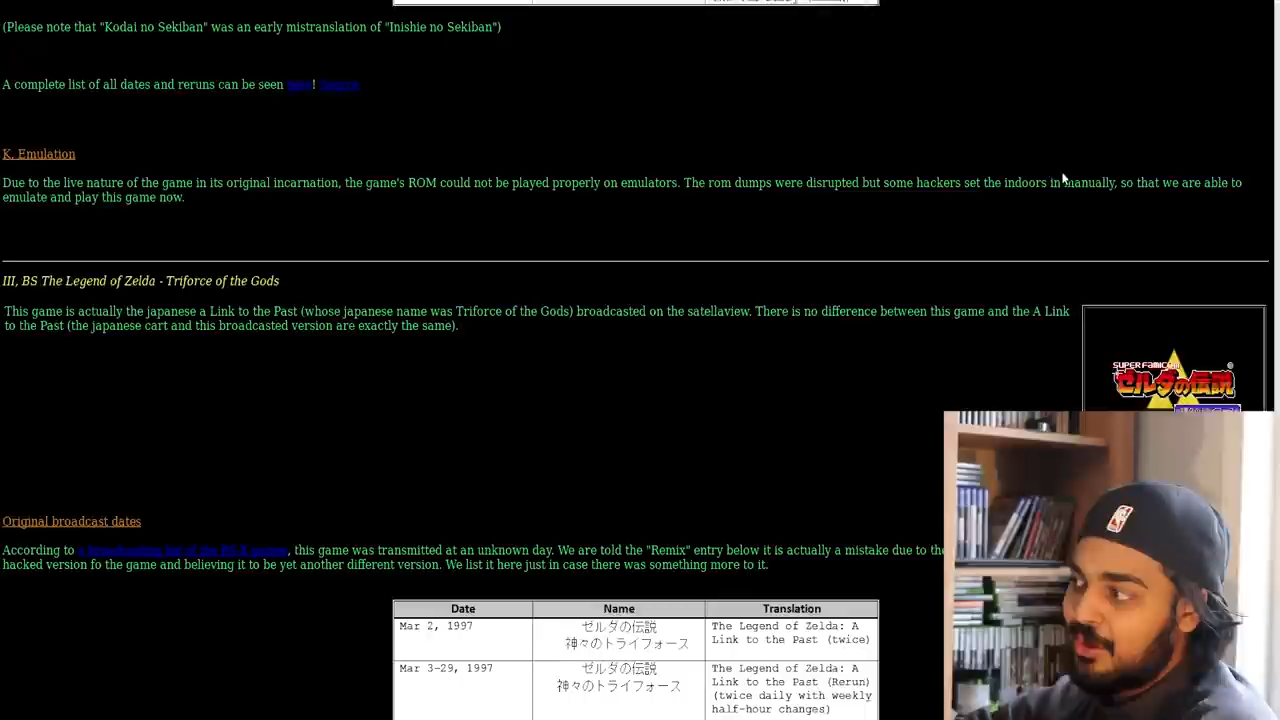 (Please note that "Kodai no Sekiban" was an early mistranslation of "Inishie no Sekiban")
A complete list of all dates and reruns can be seen here! 
K. Emulation
Due to the live nature of the game in its original incarnation, the game's ROM could not be played properly on emulators. The rom dumps were disrupted but some hackers set the indoors in manually, so that we are able to
emulate and play this game now.
III, BS The Legend of Zelda - Triforce of the Gods
This game is actually the japanese a Link to the Past (whose japanese name was Triforce of the Gods) broadcasted on the satellaview. There is no difference between this game and the A Link
to the Past (the japanese cart and this broadcasted version are exactly the same).
SUPER FAMICOM
ゼルダの伝説
Original broadcast dates
According to a broadcasting list of the BS-X games, this game was transmitted at an unknown day. We are told the "Remix" entry below it is actually a mistake due to the
hacked version fo the game and believing it to be yet another different version. We list it here just in case there was something more to it.
Date Name Translation
Mar 2, 1997 ゼルダの伝説 The Legend of Zelda: A
神々のトライフォース Link to the Past (twice)
Mar 3-29, 1997 ゼルダの伝説 The Legend of Zelda: A
神々のトライフォース Link to the Past (Rerun)
(twice daily with weekly
half-hour changes)